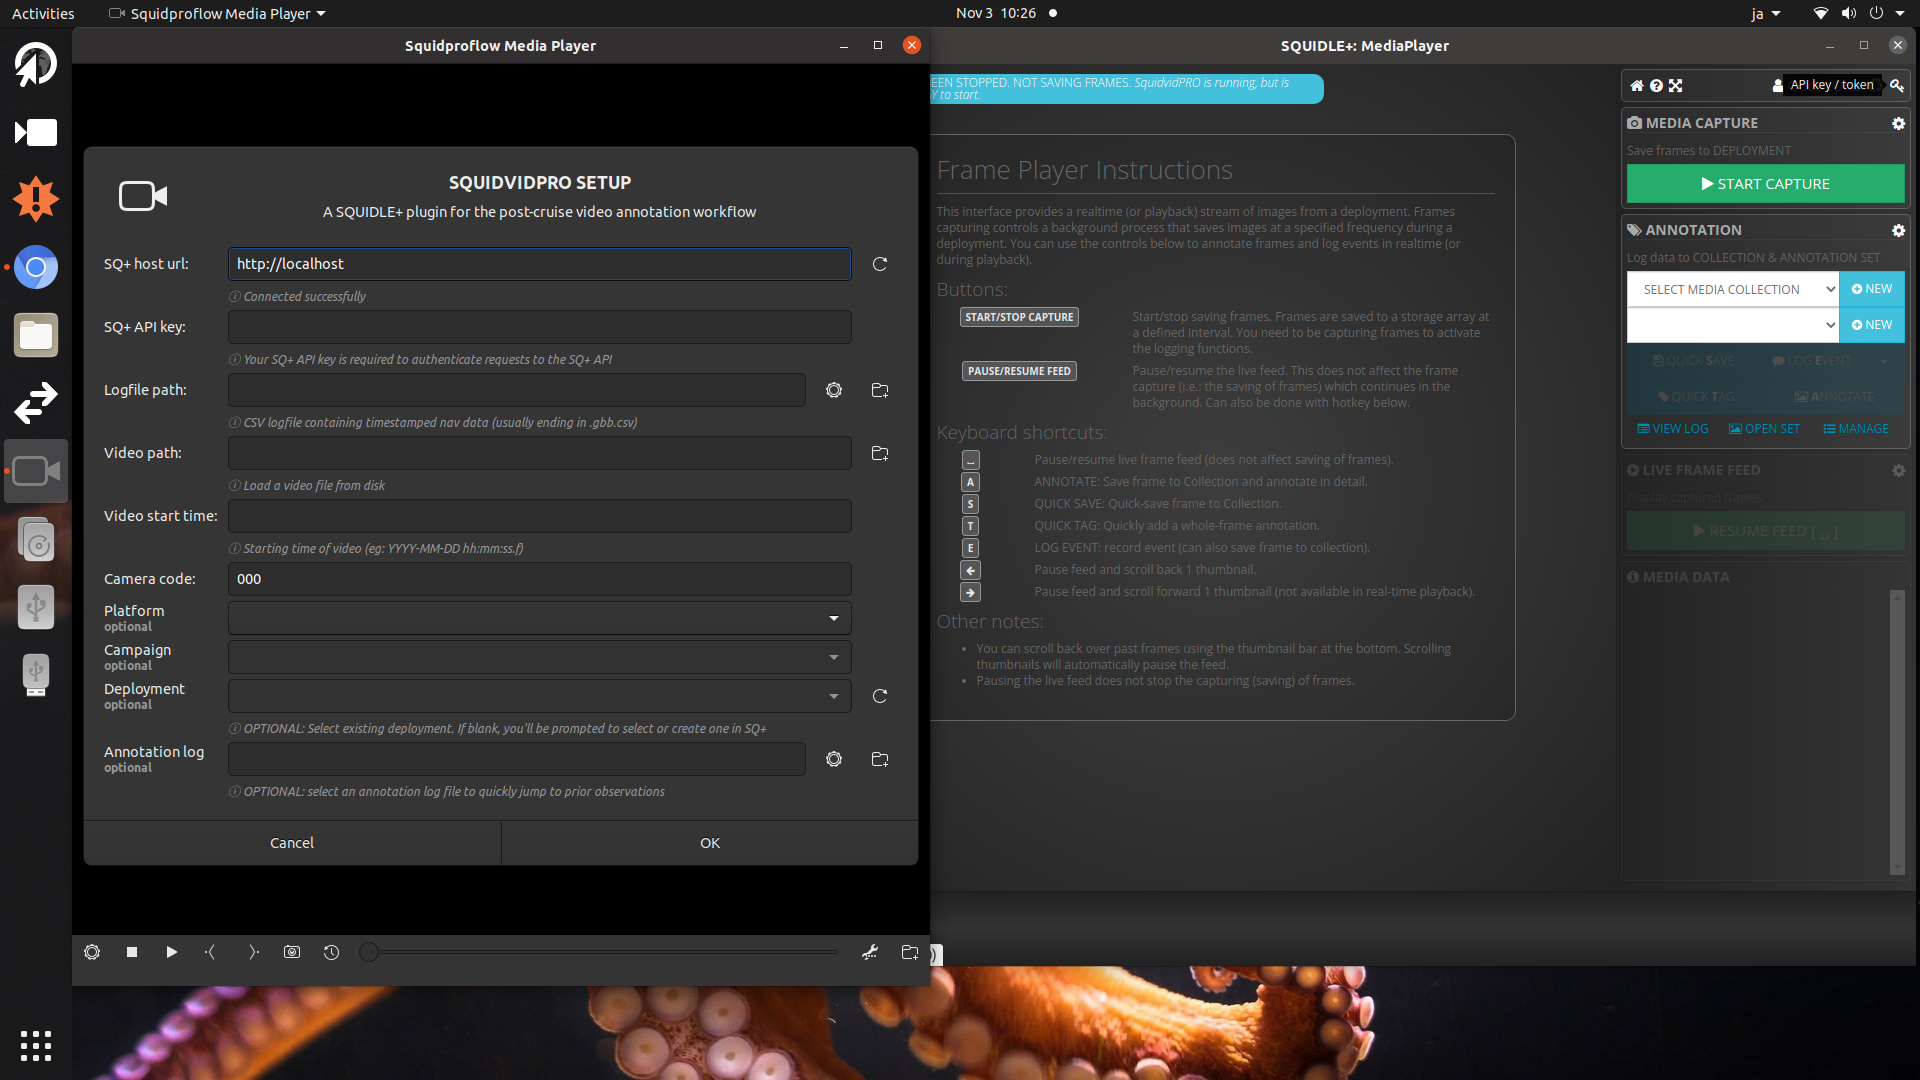 Activities
Squidproflow Media Player
Nov 3 10:26
ja
Squidproflow Media Player
SQUIDVIDPRO SETUP
A SQUIDLE+ plugin for the post-cruise video annotation workflow
SQ+ host url:
http://localhost
Connected successfully
SQ+ API key:
Your SQ+ API key is required to authenticate requests to the SQ+ API
Logfile path:
CSV logfile containing timestamped nav data (usually ending in .gbb.csv)
Video path:
Load a video file from disk
Video start time:
Starting time of video (eg: YYYY-MM-DD hh:mm:ss.f)
Camera code:
000
Platform
optional
Campaign
optional
Deployment
optional
OPTIONAL: Select existing deployment. If blank, you'll be prompted to select or create one in SQ+
Annotation log
optional
OPTIONAL: select an annotation log file to quickly jump to prior observations
Cancel
OK
SQUIDLE+: MediaPlayer
EEN STOPPED. NOT SAVING FRAMES. SquidvidPRO is running, but is
Y to start.
Frame Player Instructions
This interface provides a realtime (or playback) stream of images from a deployment. Frames
capturing controls a background process that saves images at a specified frequency during a
deployment. You can use the controls below to annotate frames and log events in realtime (or
during playback).
Buttons:
START/STOP CAPTURE
Start/stop saving frames. Frames are saved to a storage array at
a defined interval. You need to be capturing frames to activate
the logging functions.
PAUSE/RESUME FEED
Pause/resume the live feed. This does not affect the frame
capture (i.e.: the saving of frames) which continues in the
background. Can also be done with hotkey below.
Keyboard shortcuts:
Pause/resume live frame feed (does not affect saving of frames).
A
ANNOTATE: Save frame to Collection and annotate in detail.
S
QUICK SAVE: Quick-save frame to Collection.
T
QUICK TAG: Quickly add a whole-frame annotation.
E
LOG EVENT: record event (can also save frame to collection).
Pause feed and scroll back 1 thumbnail.
Pause feed and scroll forward 1 thumbnail (not available in real-time playback).
Other notes:
You can scroll back over past frames using the thumbnail bar at the bottom. Scrolling
thumbnails will automatically pause the feed.
Pausing the live feed does not stop the capturing (saving) of frames.
API key / token
MEDIA CAPTURE
Save frames to DEPLOYMENT
START CAPTURE
ANNOTATION
Log data to COLLECTION & ANNOTATION SET
SELECT MEDIA COLLECTION
NEW
NEW
QUICK SAVE
LOG EVENT
QUICK TAG
ANNOTATE
VIEW LOG
OPEN SET
MANAGE
LIVE FRAME FEED
Display captured frames
RESUME FEED [ ⎵ ]
MEDIA DATA